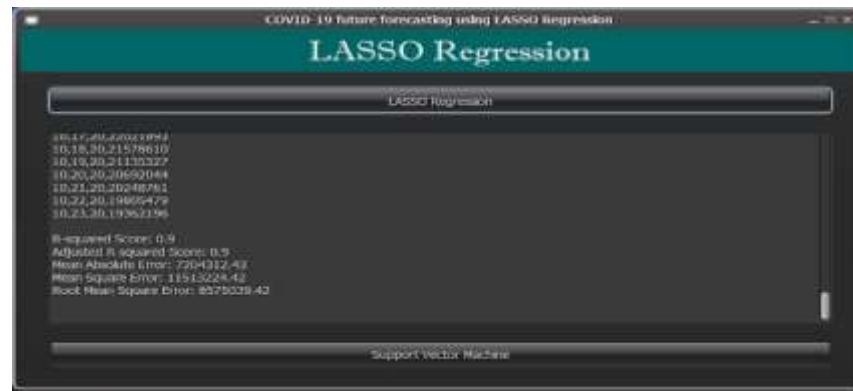 COVID-19 future forecasting using LASSO Regression
LASSO Regression
LASSO Regression
10,18,20,21578610
10,19,20,21135327
10,20,20,20692044
10,21,20,20248761
10,22,20,19805479
10,23,20,19362196
R-squared Score: 0.9
Adjusted R squared Score: 0.9
Mean Absolute Error: 7204312.43
Mean Square Error: 11513224.42
Root Mean Square Error: 8575039.42
Support Vector Machine